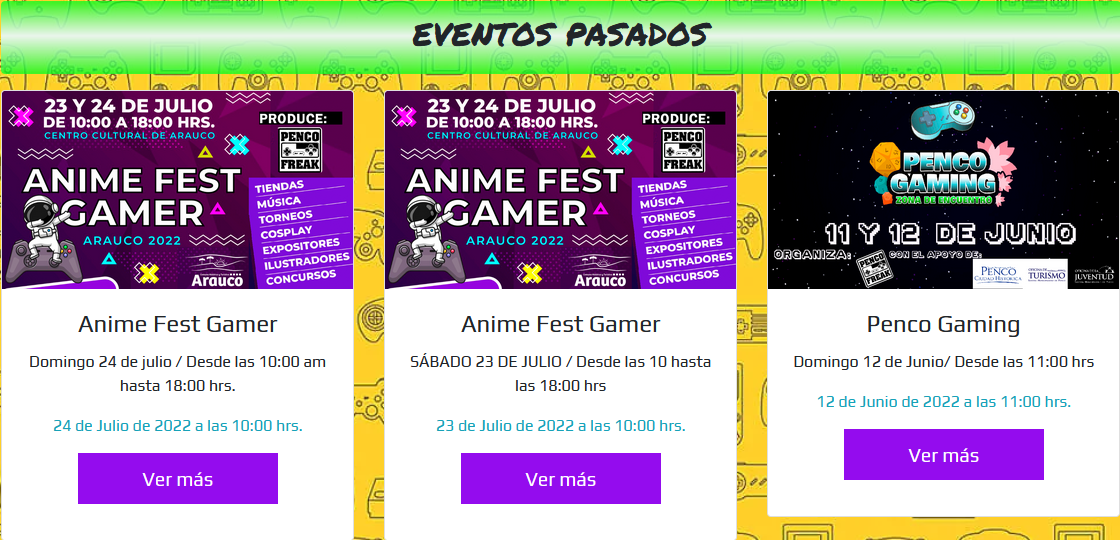 EVENTOS PASADOS
23 Y 24 DE JULIO
DE 10:00 A 18:00 HRS.
CENTRO CULTURAL DE ARAUCO
PRODUCE:
PENCO
FREAK
ANIME FEST
GAMER
ARAUCO 2022
TIENDAS
MÚSICA
TORNEOS
COSPLAY
EXPOSITORES
ILUSTRADORES
CONCURSOS
Arauco
Anime Fest Gamer
Domingo 24 de julio / Desde las 10:00 am
hasta 18:00 hrs.
24 de Julio de 2022 a las 10:00 hrs.
Ver más
23 Y 24 DE JULIO
DE 10:00 A 18:00 HRS.
CENTRO CULTURAL DE ARAUCO
PRODUCE:
PENCO
FREAK
ANIME FEST
GAMER
ARAUCO 2022
TIENDAS
MÚSICA
TORNEOS
COSPLAY
EXPOSITORES
ILUSTRADORES
CONCURSOS
Arauco
Anime Fest Gamer
SÁBADO 23 DE JULIO / Desde las 10 hasta
las 18:00 hrs
23 de Julio de 2022 a las 10:00 hrs.
Ver más
PENCO
GAMING
ZONA DE ENCUENTRO
11 Y 12 DE JUNIO
ORGANIZA:
PENCO
FREAK
CON EL APOYO DE:
PENCO
CIUDAD HISTÓRICA
TURISMO
JUVENTUD
Penco Gaming
Domingo 12 de Junio/ Desde las 11:00 hrs
12 de Junio de 2022 a las 11:00 hrs.
Ver más